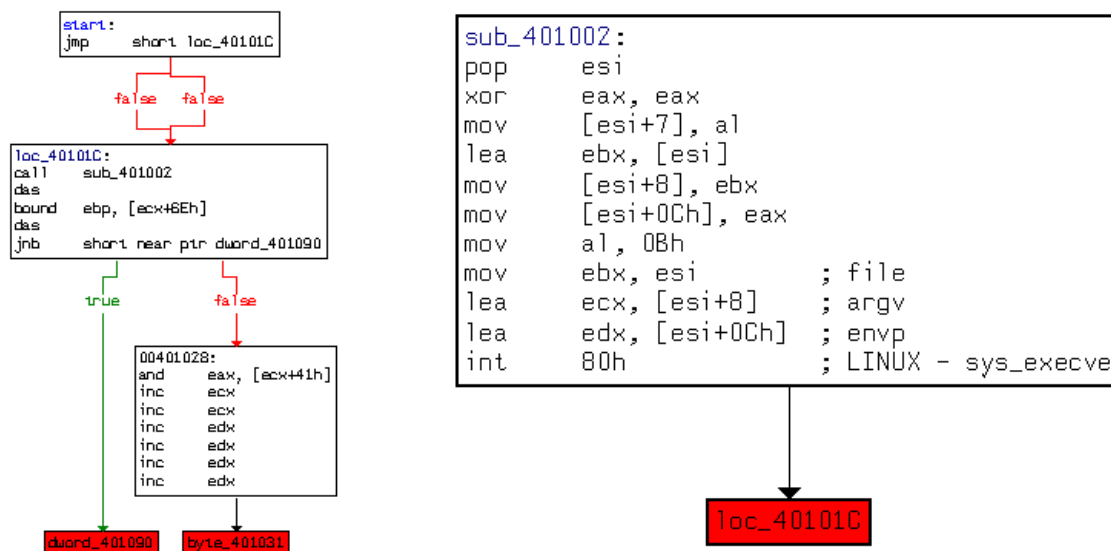 start:
jmp short loc_40101C
false false
loc_40101C:
call sub_401002
das
bound ebp, [ecx+6Eh]
das
jnb short near ptr dword_401090
true
false
00401028:
and eax, [ecx+41h]
inc ecx
inc ecx
inc edx
inc edx
inc edx
inc edx
dword_401090
byte_401031
sub_401002:
pop esi
xor eax, eax
mov [esi+7], al
lea ebx, [esi]
mov [esi+8], ebx
mov [esi+0Ch], eax
mov al, 0Bh
mov ebx, esi ; file
lea ecx, [esi+8] ; argv
lea edx, [esi+0Ch] ; envp
int 80h ; LINUX - sys_execve
loc_40101C